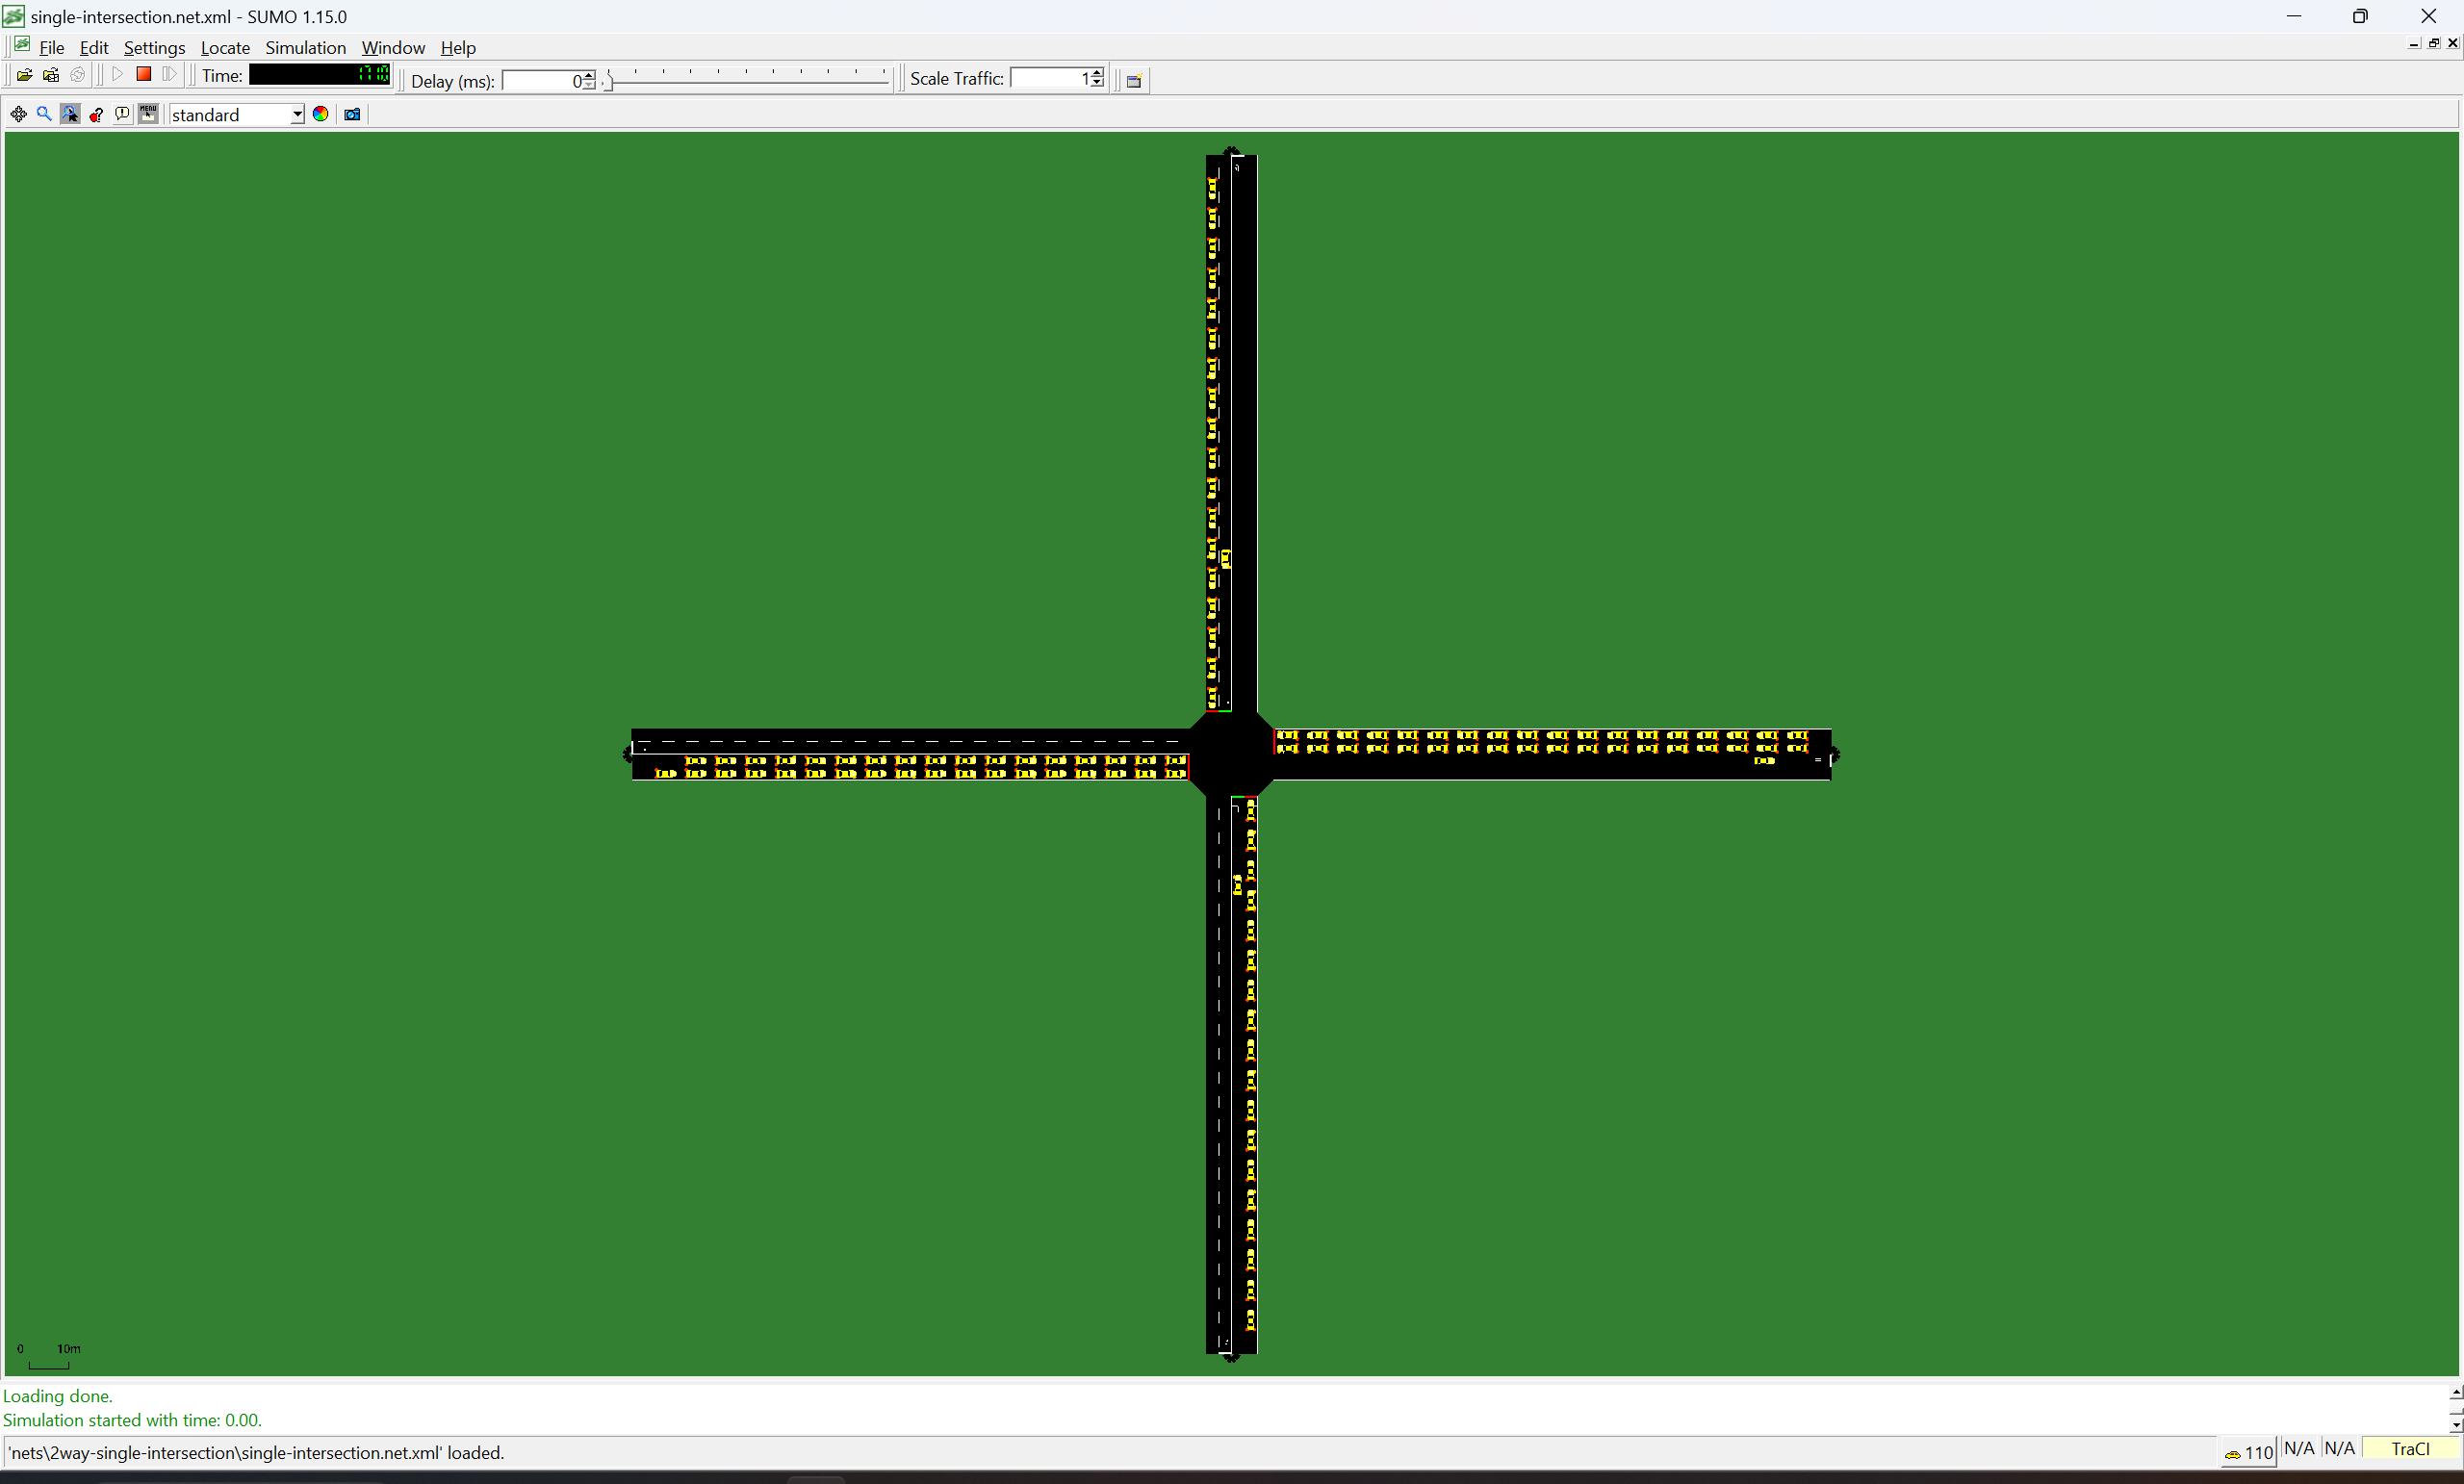 single-intersection.net.xml - SUMO 1.15.0
File Edit Settings Locate Simulation Window Help
Time: Delay (ms): 0 Scale Traffic: 1
MENU standard
0 10m
Loading done.
Simulation started with time: 0.00.
'nets\2way-single-intersection\single-intersection.net.xml' loaded. 110 N/A N/A TraCI